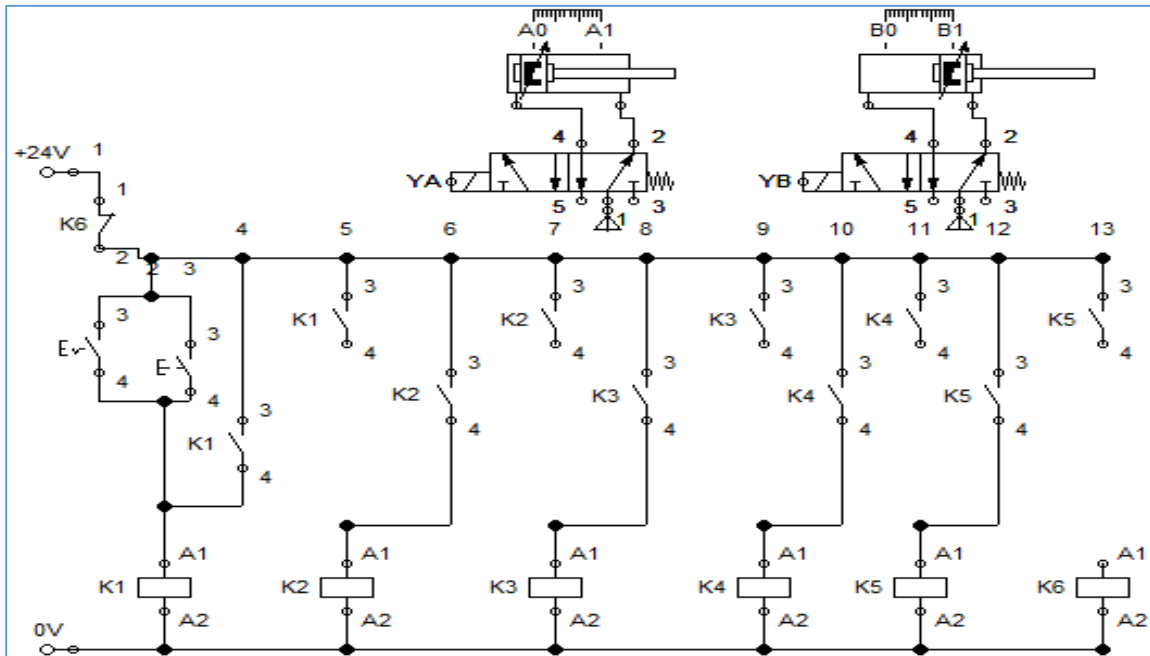 A0 A1 B0 B1
4 2 4 2
+24V 1
1
YA YB
5 1 3 5 1 3
K6
2
4 5 6 7 8 9 10 11 12 13
2 3
3 3 3 3 3
K1 K2 K3 K4 K5
4 4 4 4 4
3 3
E E
4 4
3 3 3 3
K2 K3 K4 K5
4 4 4 4
3
K1
4
A1 A1 A1 A1 A1 A1
K1 K2 K3 K4 K5 K6
A2 A2 A2 A2 A2 A2
0V